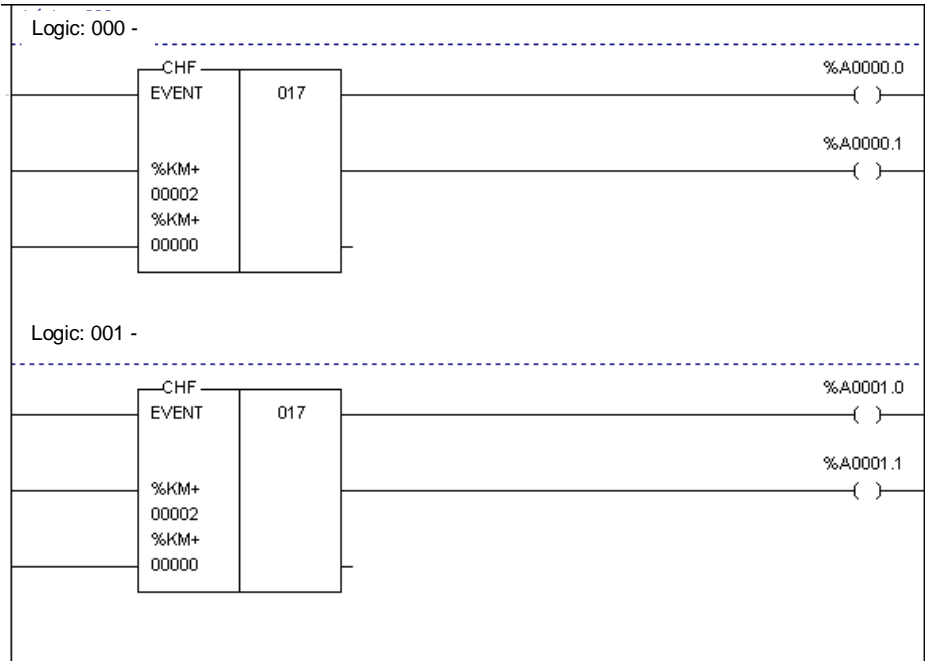 Logic: 000 -
CHF
%A0000.0
EVENT 017
( )
%A0000.1
%KM+
( )
00002
%KM+
00000
Logic: 001 -
CHF
%A0001.0
EVENT 017
( )
%A0001.1
%KM+
( )
00002
%KM+
00000